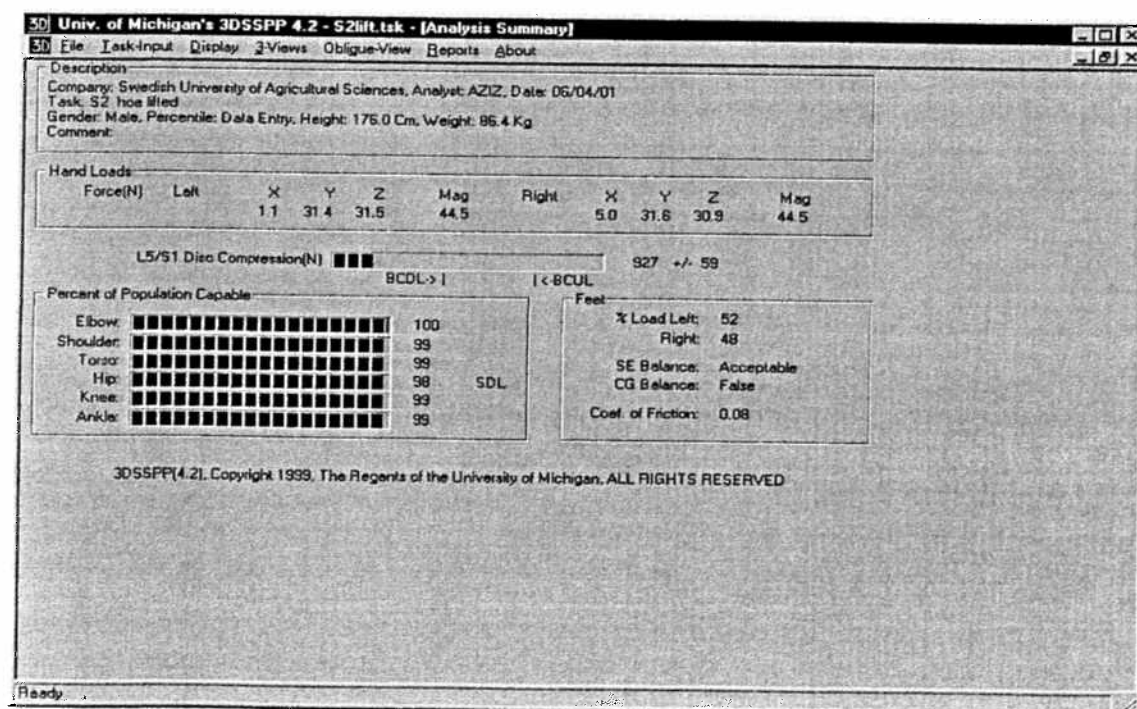 3D Univ. of Michigan's 3DSSPP 4.2 - S2lift.tsk - [Analysis Summary]
3D File Task-Input Display 3-Views Oblique-View Reports About
Description
Company: Swedish University of Agricultural Sciences, Analyst: AZIZ, Date: 06/04/01
Task: S2 hoe lifted
Gender: Male, Percentile: Data Entry, Height: 176.0 Cm, Weight: 86.4 Kg
Comment:
Hand Loads
Force(N) Left X Y Z Mag Right X Y Z Mag
1.1 31.4 31.5 44.5 5.0 31.6 30.9 44.5
L5/S1 Disc Compression(N) 927 +/- 59
BCDL->| |<-BCUL
Percent of Population Capable
Elbow: 100
Shoulder: 99
Torso: 99
Hip: 98 SDL
Knee: 99
Ankle: 99
Feet
% Load Left: 52
Right: 48
SE Balance: Acceptable
CG Balance: False
Coef. of Friction: 0.08
3DSSPP(4.2), Copyright 1999, The Regents of the University of Michigan, ALL RIGHTS RESERVED
Ready